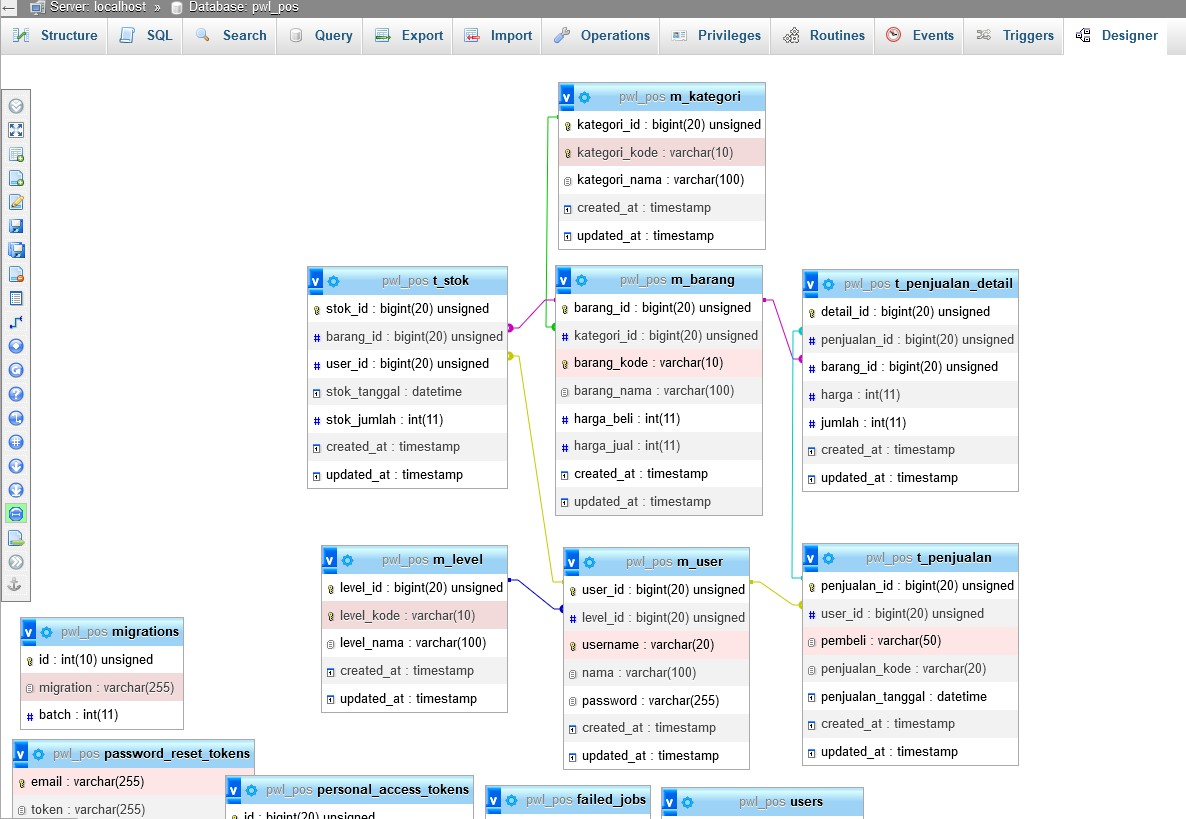 Server: localhost » Database: pwl_pos
Structure SQL Search Query Export Import Operations Privileges Routines Events Triggers Designer
v pwl_pos m_kategori
kategori_id : bigint(20) unsigned
kategori_kode : varchar(10)
kategori_nama : varchar(100)
created_at : timestamp
updated_at : timestamp
v pwl_pos t_stok
stok_id : bigint(20) unsigned
# barang_id : bigint(20) unsigned
# user_id : bigint(20) unsigned
stok_tanggal : datetime
# stok_jumlah : int(11)
created_at : timestamp
updated_at : timestamp
v pwl_pos m_barang
barang_id : bigint(20) unsigned
# kategori_id : bigint(20) unsigned
barang_kode : varchar(10)
barang_nama : varchar(100)
# harga_beli : int(11)
# harga_jual : int(11)
created_at : timestamp
updated_at : timestamp
v pwl_pos t_penjualan_detail
detail_id : bigint(20) unsigned
# penjualan_id : bigint(20) unsigned
# barang_id : bigint(20) unsigned
# harga : int(11)
# jumlah : int(11)
created_at : timestamp
updated_at : timestamp
v pwl_pos m_level
level_id : bigint(20) unsigned
level_kode : varchar(10)
level_nama : varchar(100)
created_at : timestamp
updated_at : timestamp
v pwl_pos m_user
user_id : bigint(20) unsigned
# level_id : bigint(20) unsigned
username : varchar(20)
nama : varchar(100)
password : varchar(255)
created_at : timestamp
updated_at : timestamp
v pwl_pos t_penjualan
penjualan_id : bigint(20) unsigned
# user_id : bigint(20) unsigned
pembeli : varchar(50)
penjualan_kode : varchar(20)
penjualan_tanggal : datetime
created_at : timestamp
updated_at : timestamp
v pwl_pos migrations
id : int(10) unsigned
migration : varchar(255)
# batch : int(11)
v pwl_pos password_reset_tokens
email : varchar(255)
token : varchar(255)
v pwl_pos personal_access_tokens
id : bigint(20) unsigned
v pwl_pos failed_jobs
v pwl_pos users